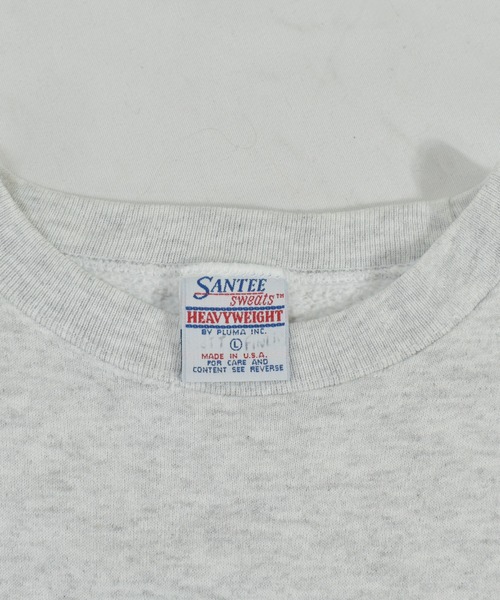 SANTEE
sweats™
HEAVYWEIGHT
BY PLUMA INC.
L
MADE IN U.S.A.
FOR CARE AND
CONTENT SEE REVERSE